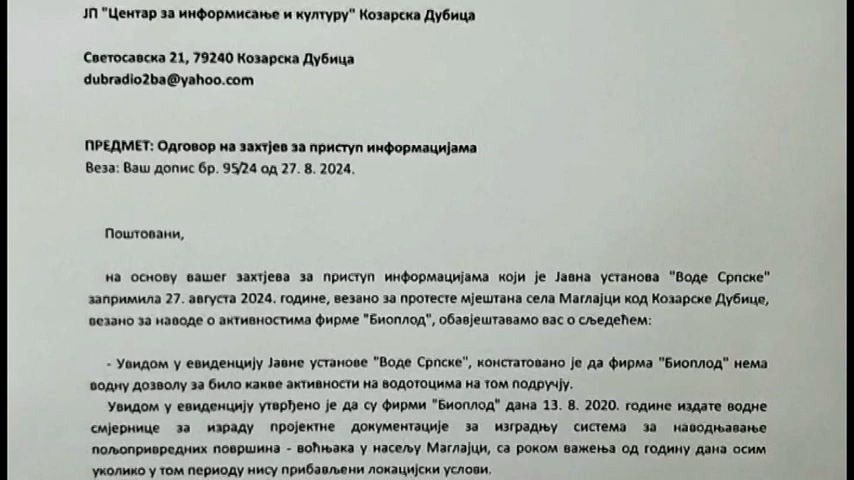 ЈП "Центар за информисање и културу" Козарска Дубица
Светосавска 21, 79240 Козарска Дубица
dubradio2ba@yahoo.com
ПРЕДМЕТ: Одговор на захтјев за приступ информацијама
Веза: Ваш допис бр. 95/24 од 27. 8. 2024.
Поштовани,
на основу вашег захтјева за приступ информацијама који је Јавна установа "Воде Српске"
запримила 27. августа 2024. године, везано за протесте мјештана села Маглајци код Козарске Дубице,
везано за наводе о активностима фирме "Биоплод", обавјештавамо вас о сљедећем:
- Увидом у евиденцију Јавне установе "Воде Српске", констатовано је да фирма "Биоплод" нема
водну дозволу за било какве активности на водотоцима на том подручју.
Увидом у евиденцију утврђено је да су фирми "Биоплод" дана 13. 8. 2020. године издате водне
смјернице за израду пројектне документације за изградњу система за наводњавање
пољопривредних површина - воћњака у насељу Маглајци, са роком важења од годину дана осим
уколико у том периоду нису прибављени локацијски услови.